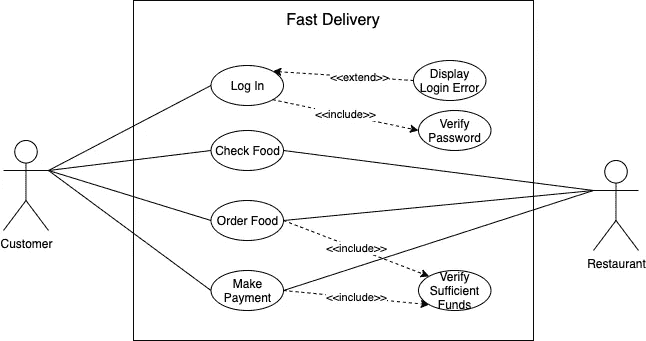 Fast Delivery
Log In
<<extend>>
Display
Login Error
<<include>>
Verify
Password
Check Food
Customer
Order Food
<<include>>
Restaurant
Make
Payment
<<include>>
Verify
Sufficient
Funds